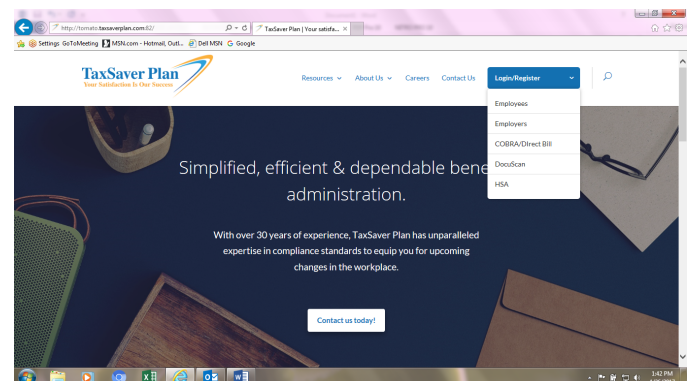 http://tomato.taxsaverplan.com:82/
TaxSaver Plan | Your satisfa...
Settings GoToMeeting MSN.com - Hotmail, Outl... Dell MSN Google
TaxSaver Plan
Your Satisfaction Is Our Success
Resources About Us Careers Contact Us Login/Register
Employees
Employers
COBRA/Direct Bill
DocuScan
HSA
Simplified, efficient & dependable bene
administration.
With over 30 years of experience, TaxSaver Plan has unparalleled
expertise in compliance standards to equip you for upcoming
changes in the workplace.
Contact us today!
1:42 PM